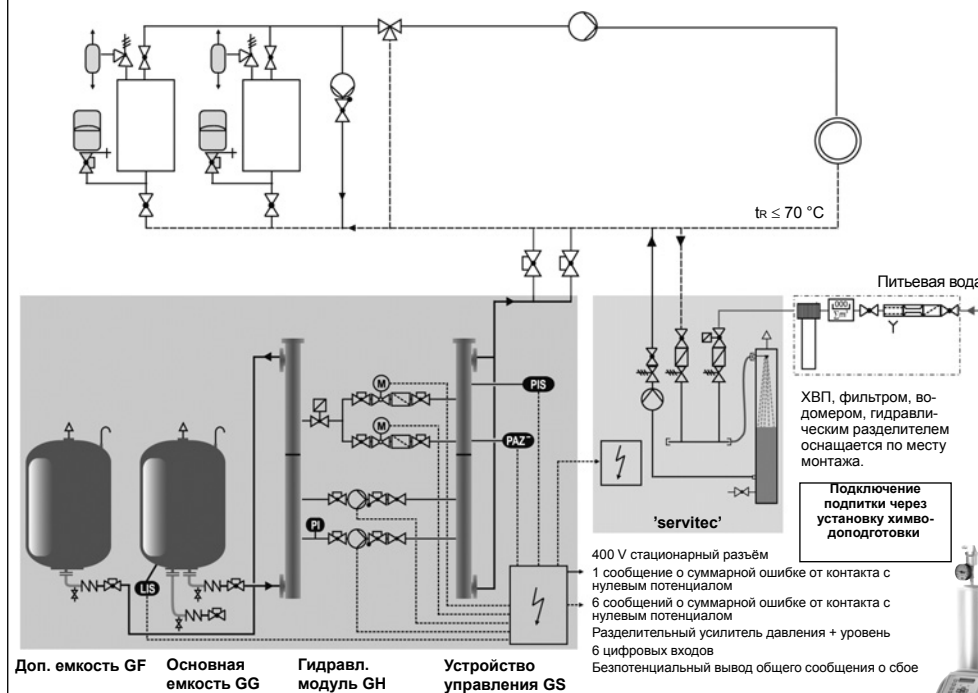 tR ≤ 70 °C
Питьевая вода
000
Σm³
M
PIS
M
PAZ
PI
LIS
ХВП, фильтром, во-
домером, гидравли-
ческим разделителем
оснащается по месту
монтажа.
'servitec'
Подключение
подпитки через
установку химво-
доподготовки
400 V стационарный разъём
1 сообщение о суммарной ошибке от контакта с
нулевым потенциалом
6 сообщений о суммарной ошибке от контакта с
нулевым потенциалом
Разделительный усилитель давления + уровень
6 цифровых входов
Безпотенциальный вывод общего сообщения о сбое
Доп. емкость GF
Основная
емкость GG
Гидравл.
модуль GH
Устройство
управления GS